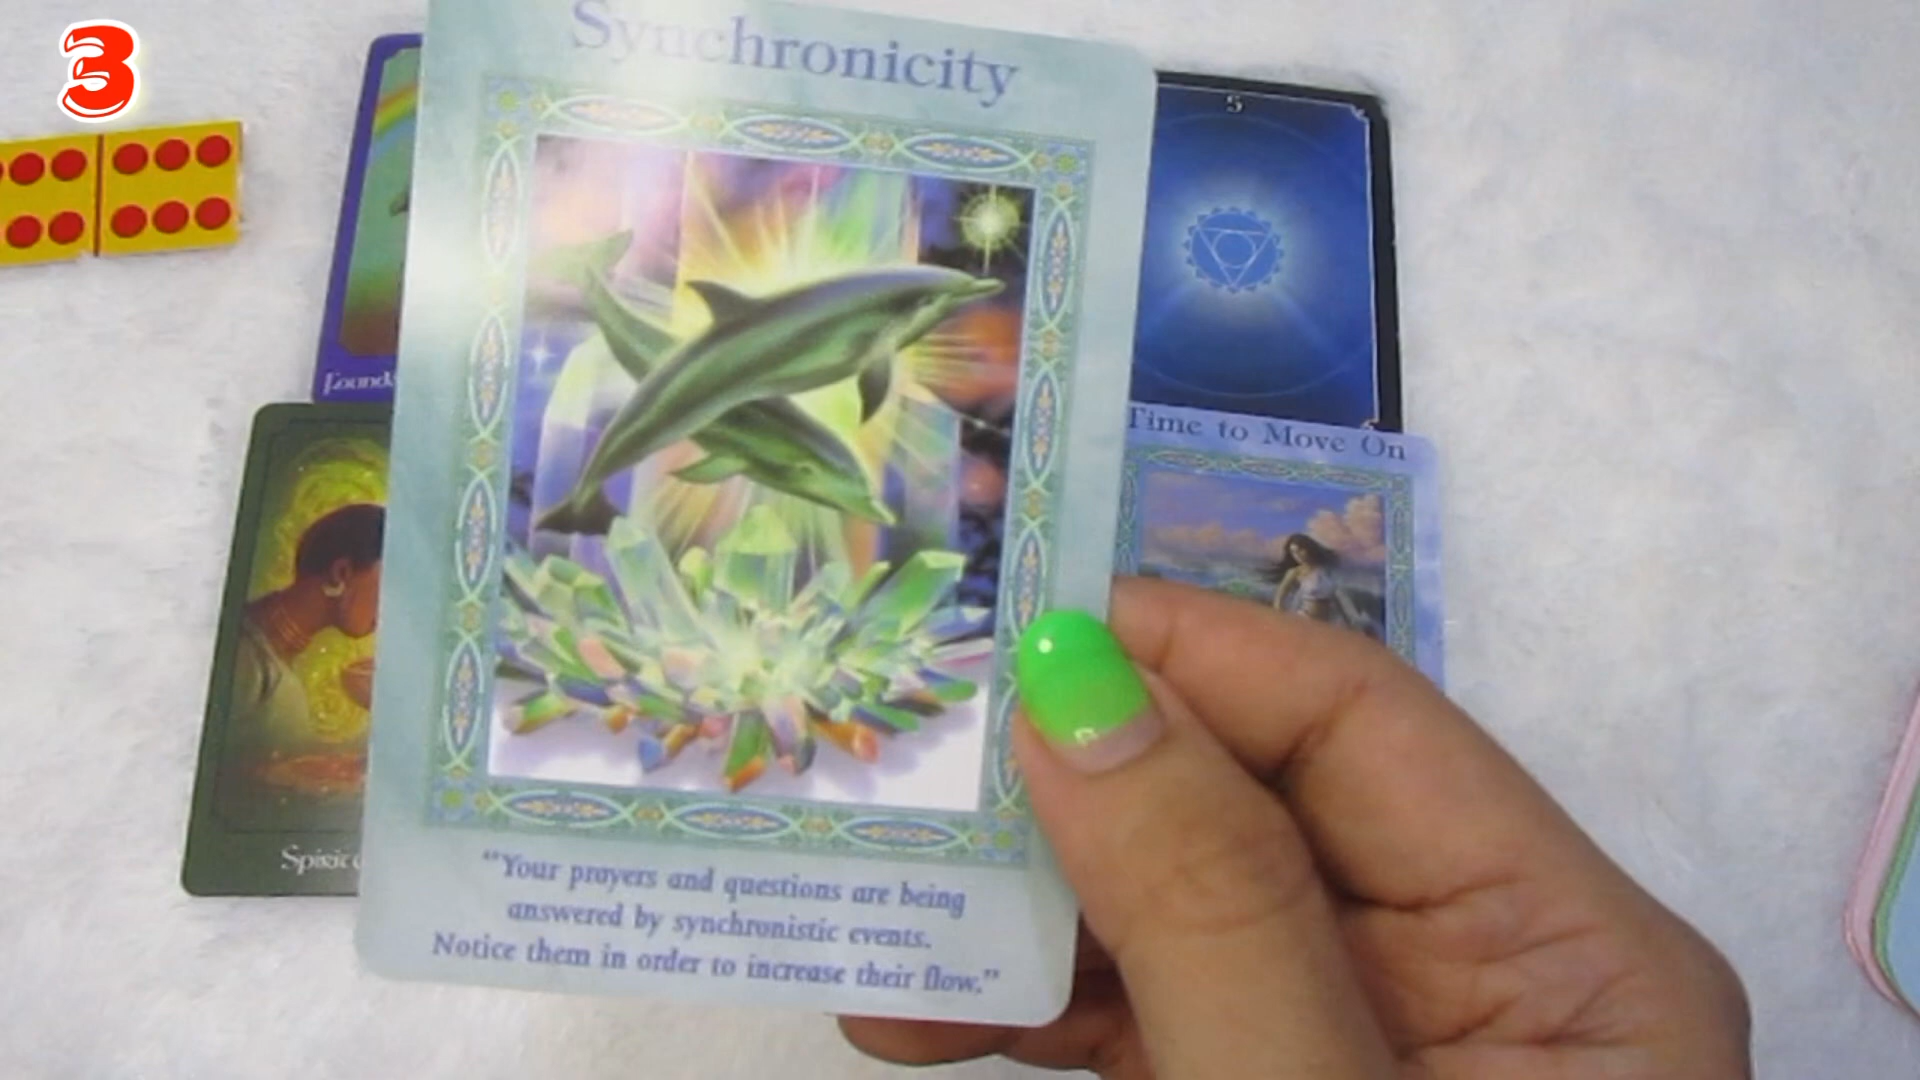 3
Synchronicity
5
Time to Move On
Spirit
"Your prayers and questions are being
answered by synchronistic events.
Notice them in order to increase their flow."